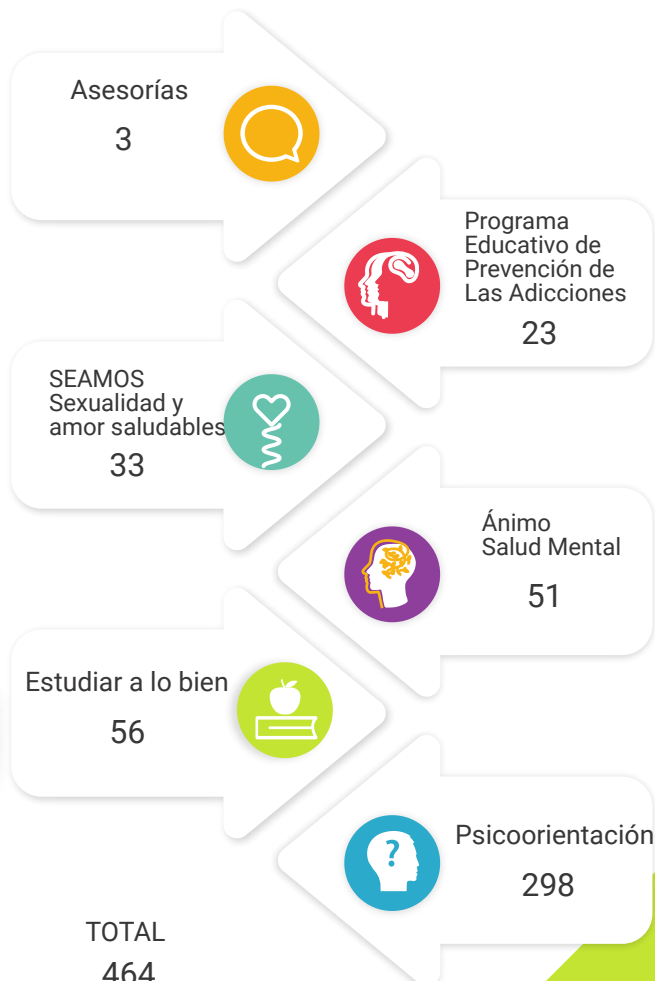 Asesorías
3
Programa
Educativo de
Prevención de
Las Adicciones
23
SEAMOS
Sexualidad y
amor saludables
33
Ánimo
Salud Mental
51
Estudiar a lo bien
56
?
Psicoorientación
298
TOTAL
464